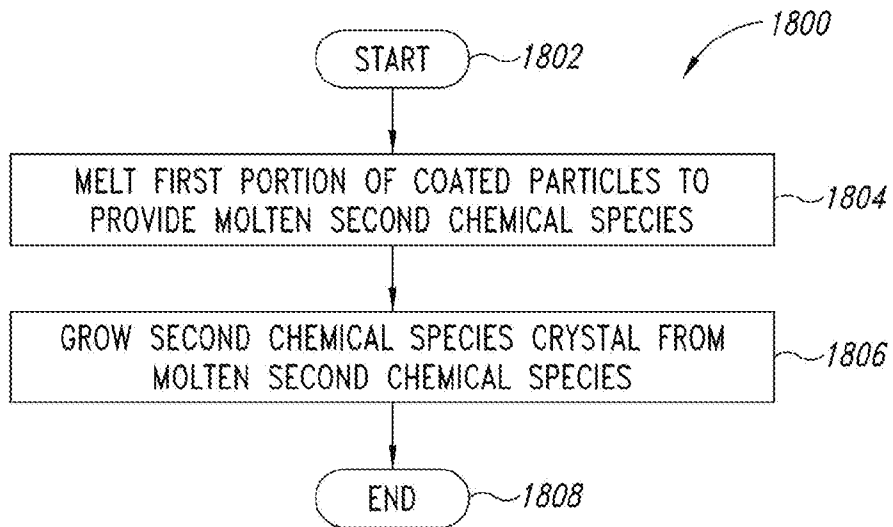 1800
START
1802
MELT FIRST PORTION OF COATED PARTICLES TO
PROVIDE MOLTEN SECOND CHEMICAL SPECIES
1804
GROW SECOND CHEMICAL SPECIES CRYSTAL FROM
MOLTEN SECOND CHEMICAL SPECIES
1806
END
1808